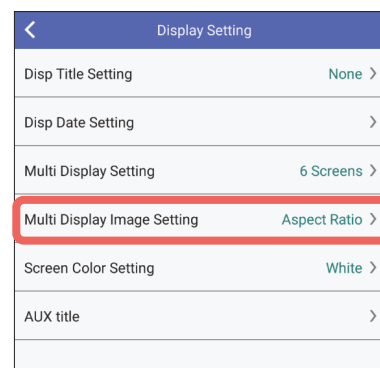 Display Setting
Disp Title Setting None
Disp Date Setting
Multi Display Setting 6 Screens
Multi Display Image Setting Aspect Ratio
Screen Color Setting White
AUX title